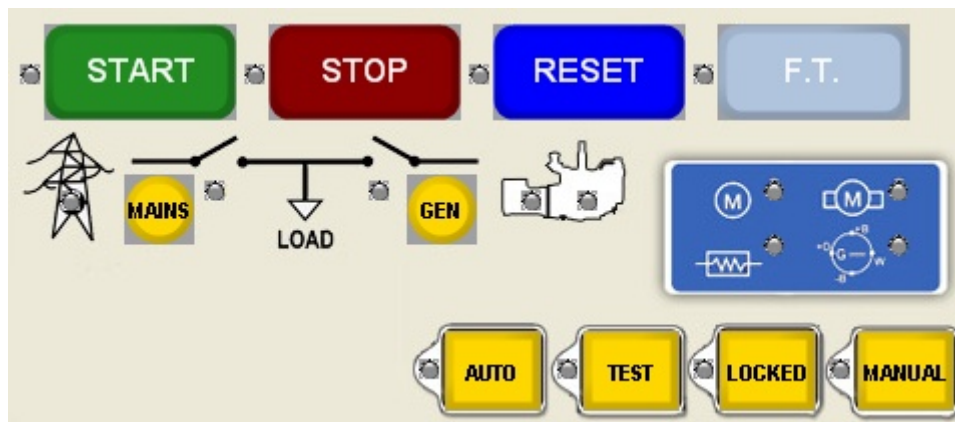 START
STOP
RESET
F.T.
MAINS
GEN
LOAD
M
M
+D
+B
G
W
-B
AUTO
TEST
LOCKED
MANUAL